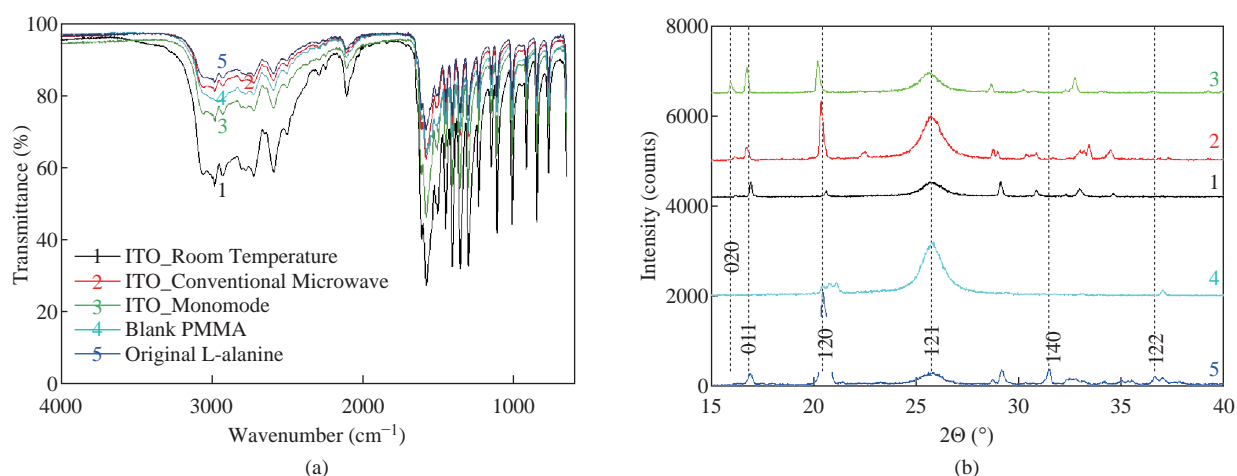 100
80
60
40
20
0
Transmittance (%)
5
2
4
3
1
1 ITO_Room Temperature
2 ITO_Conventional Microwave
3 ITO_Monomode
4 Blank PMMA
5 Original L-alanine
4000 3000 2000 1000
Wavenumber (cm−1)
(a)
8000
6000
4000
2000
0
Intensity (counts)
3
2
1
4
5
020
011
120
121
140
122
15 20 25 30 35 40
2Θ (°)
(b)